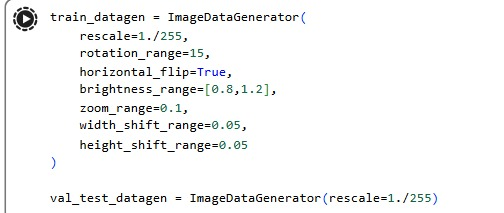 train_datagen = ImageDataGenerator(
    rescale=1./255,
    rotation_range=15,
    horizontal_flip=True,
    brightness_range=[0.8,1.2],
    zoom_range=0.1,
    width_shift_range=0.05,
    height_shift_range=0.05
)

val_test_datagen = ImageDataGenerator(rescale=1./255)